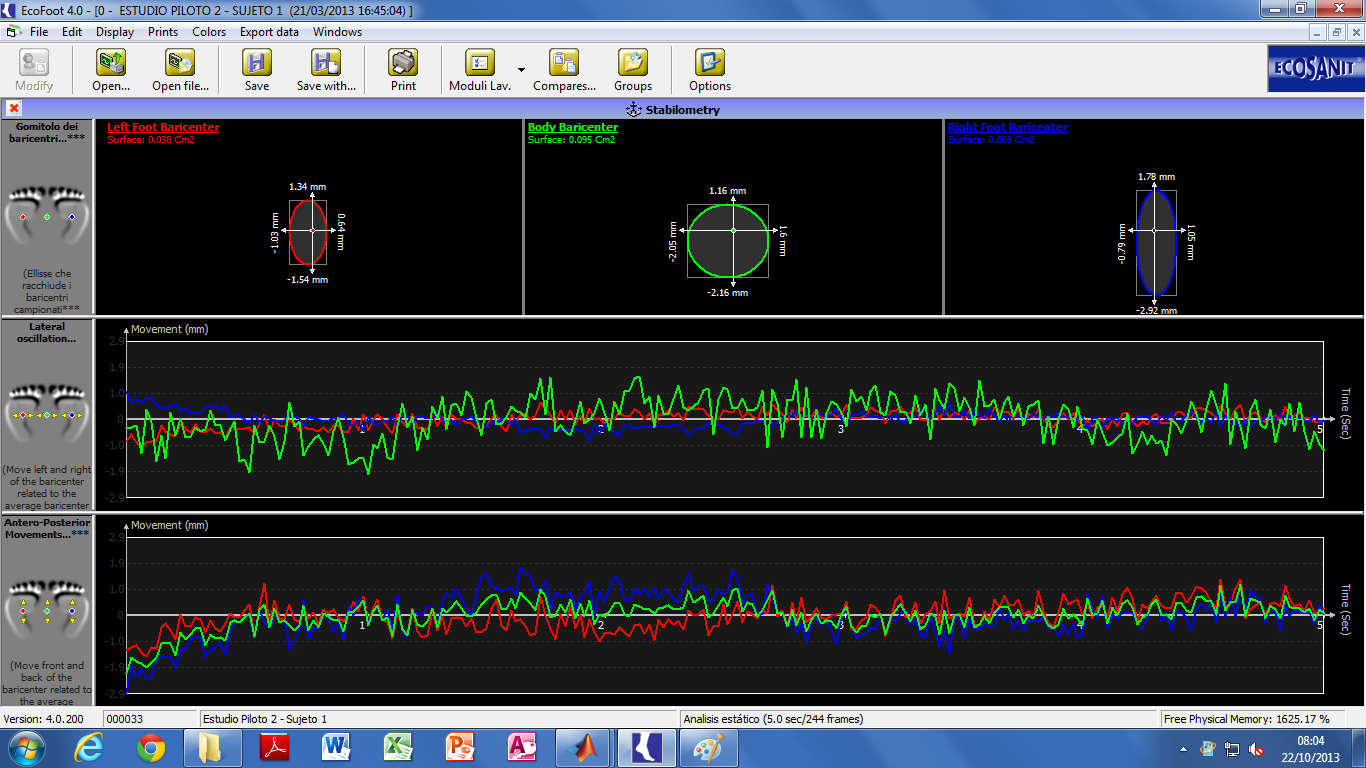 EcoFoot 4.0 - [0 -  ESTUDIO PILOTO 2 - SUJETO 1  (21/03/2013 16:45:04) ]
File Edit Display Prints Colors Export data Windows
Modify Open... Open file... Save Save with... Print Moduli Lav. Compares... Groups Options
ECOSANIT
Stabilometry
Gomitolo dei
baricentri...***
(Ellisse che
racchiude i
baricentri
campionati***
Left Foot Baricenter
Surface: 0.038 Cm2
1.34 mm
-1.03 mm
0.64 mm
-1.54 mm
Body Baricenter
Surface: 0.095 Cm2
1.16 mm
-2.05 mm
1.6 mm
-2.16 mm
Right Foot Baricenter
Surface: 0.068 Cm2
1.78 mm
-0.79 mm
1.05 mm
-2.92 mm
Lateral
oscillation...
(Move left and right
of the baricenter
related to the
average baricenter
Movement (mm)
2.9
1.9
1.0
0
-1.0
-1.9
-2.9
1 2 3 4 5
Time (Sec)
Antero-Posterior
Movements...***
(Move front and
back of the
baricenter related to
the average
Movement (mm)
2.9
1.9
1.0
0
-1.0
-1.9
-2.9
1 2 3 4 5
Time (Sec)
Version: 4.0.200 000033 Estudio Piloto 2 - Sujeto 1 Analisis estático (5.0 sec/244 frames) Free Physical Memory: 1625.17 %
08:04
22/10/2013